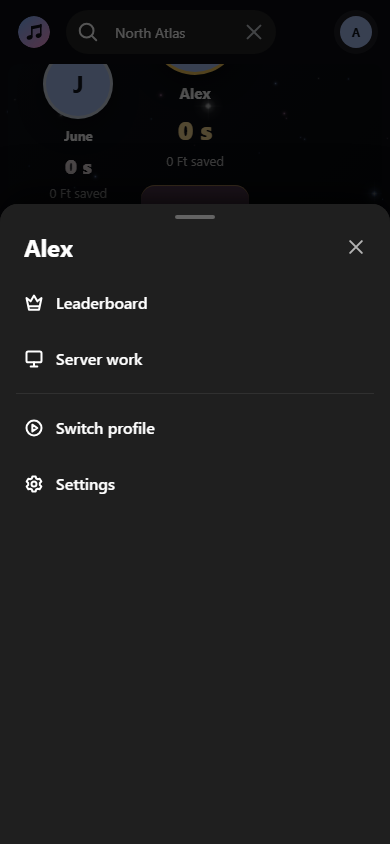 North Atlas
A
J
June
0 s
0 Ft saved
Alex
0 s
0 Ft saved
Alex
Leaderboard
Server work
Switch profile
Settings